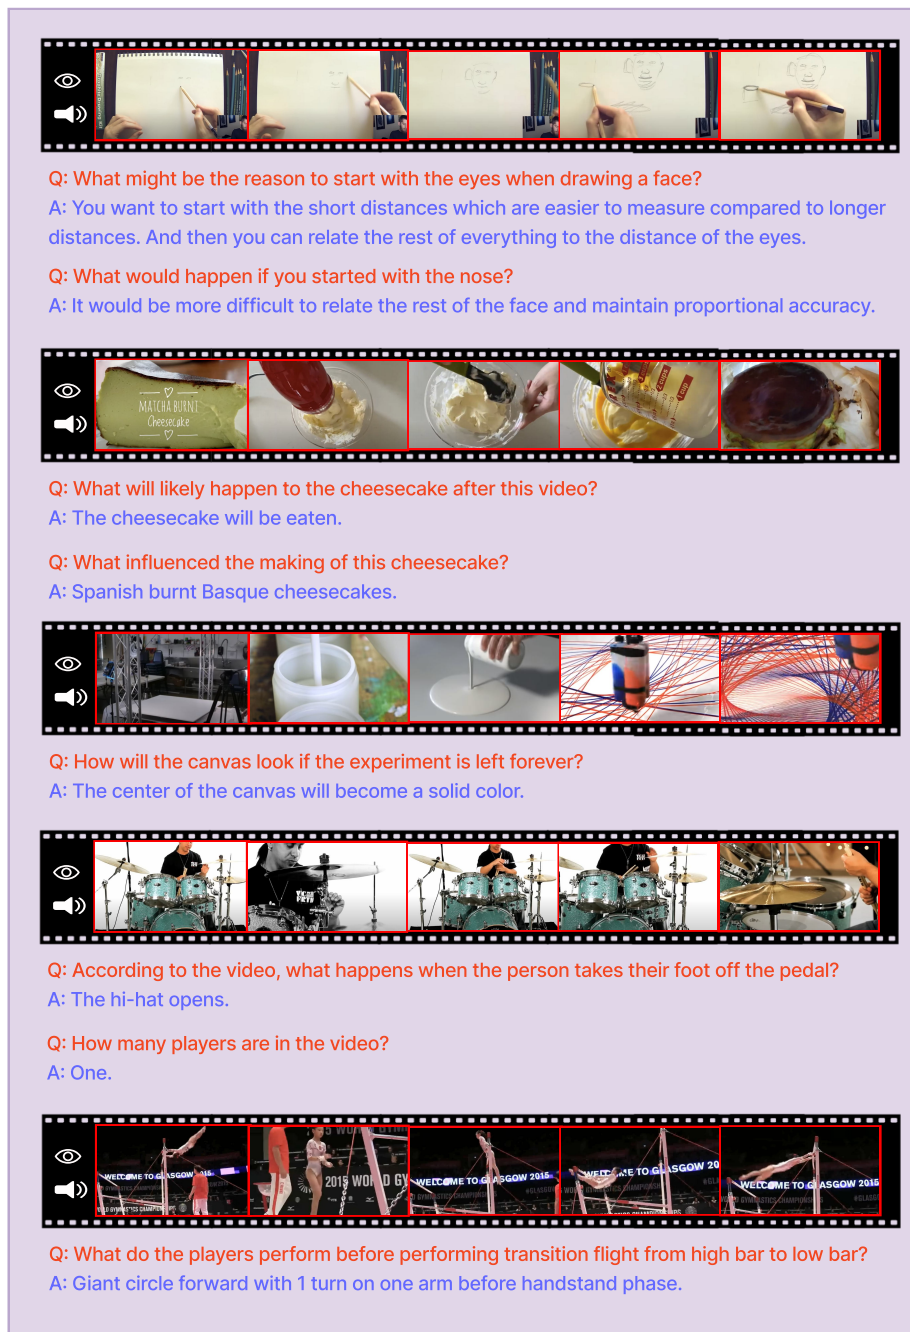 Q: What might be the reason to start with the eyes when drawing a face?
A: You want to start with the short distances which are easier to measure compared to longer
distances. And then you can relate the rest of everything to the distance of the eyes.
Q: What would happen if you started with the nose?
A: It would be more difficult to relate the rest of the face and maintain proportional accuracy.
MATCHA BURNT
Cheesecake
2 CUPS
1 cup
Q: What will likely happen to the cheesecake after this video?
A: The cheesecake will be eaten.
Q: What influenced the making of this cheesecake?
A: Spanish burnt Basque cheesecakes.
Q: How will the canvas look if the experiment is left forever?
A: The center of the canvas will become a solid color.
Q: According to the video, what happens when the person takes their foot off the pedal?
A: The hi-hat opens.
Q: How many players are in the video?
A: One.
WELCOME TO GLASGOW 2015
2015 WORLD GY
WELCOME TO GLASGOW 2015
WELCOME TO GLASGOW 20
WELCOME TO GLASGOW 2015
Q: What do the players perform before performing transition flight from high bar to low bar?
A: Giant circle forward with 1 turn on one arm before handstand phase.